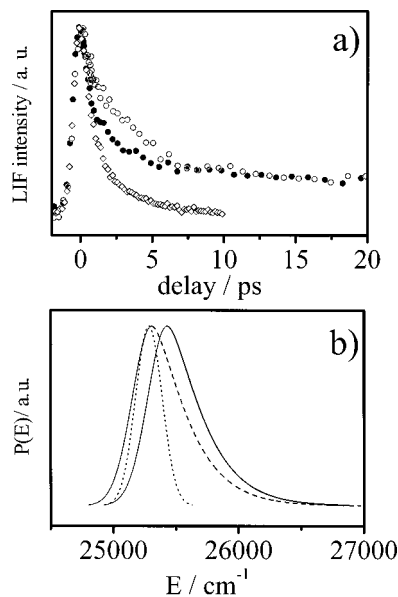 a)
LIF intensity / a. u.
0 5 10 15 20
delay / ps
b)
P(E)/ a.u.
25000 26000 27000
E / cm⁻¹